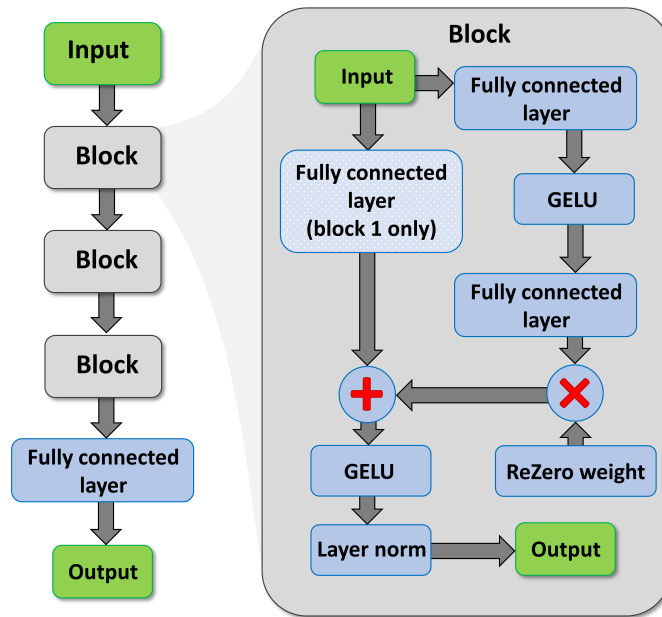 Input
Block
Block
Block
Fully connected
layer
Output
Block
Input
Fully connected
layer
(block 1 only)
Fully connected
layer
GELU
Fully connected
layer
ReZero weight
GELU
Layer norm
Output